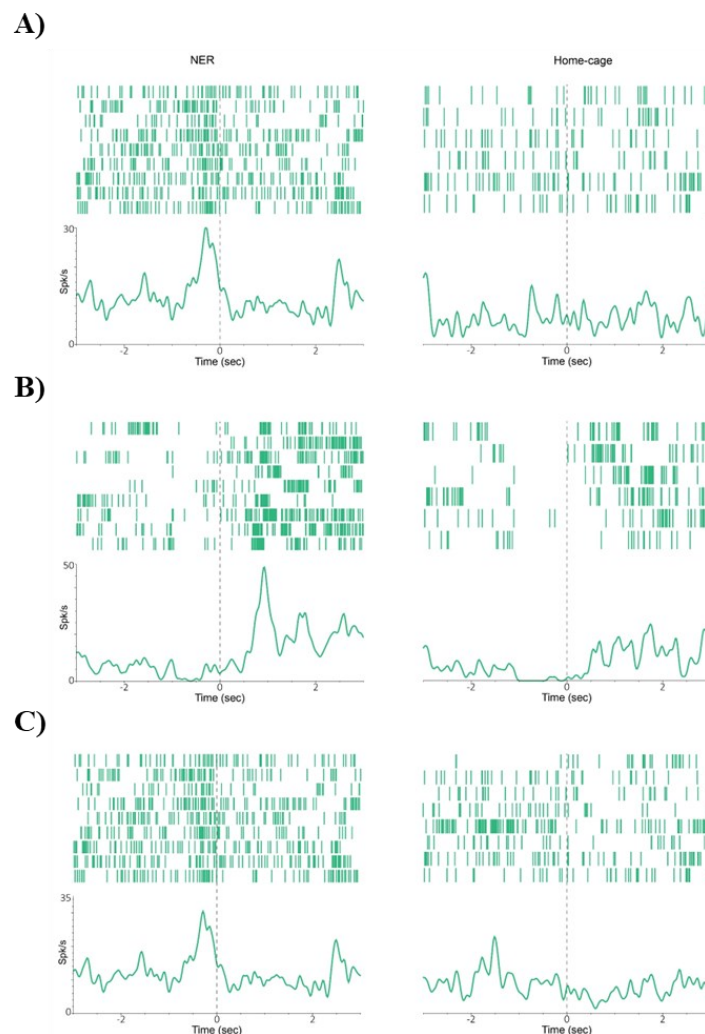 A)
NER
Home-cage
30
Spk/s
0
-2 0 2
-2 0 2
Time (sec)
Time (sec)
B)
50
Spk/s
0
-2 0 2
-2 0 2
Time (sec)
Time (sec)
C)
35
Spk/s
0
-2 0 2
-2 0 2
Time (sec)
Time (sec)